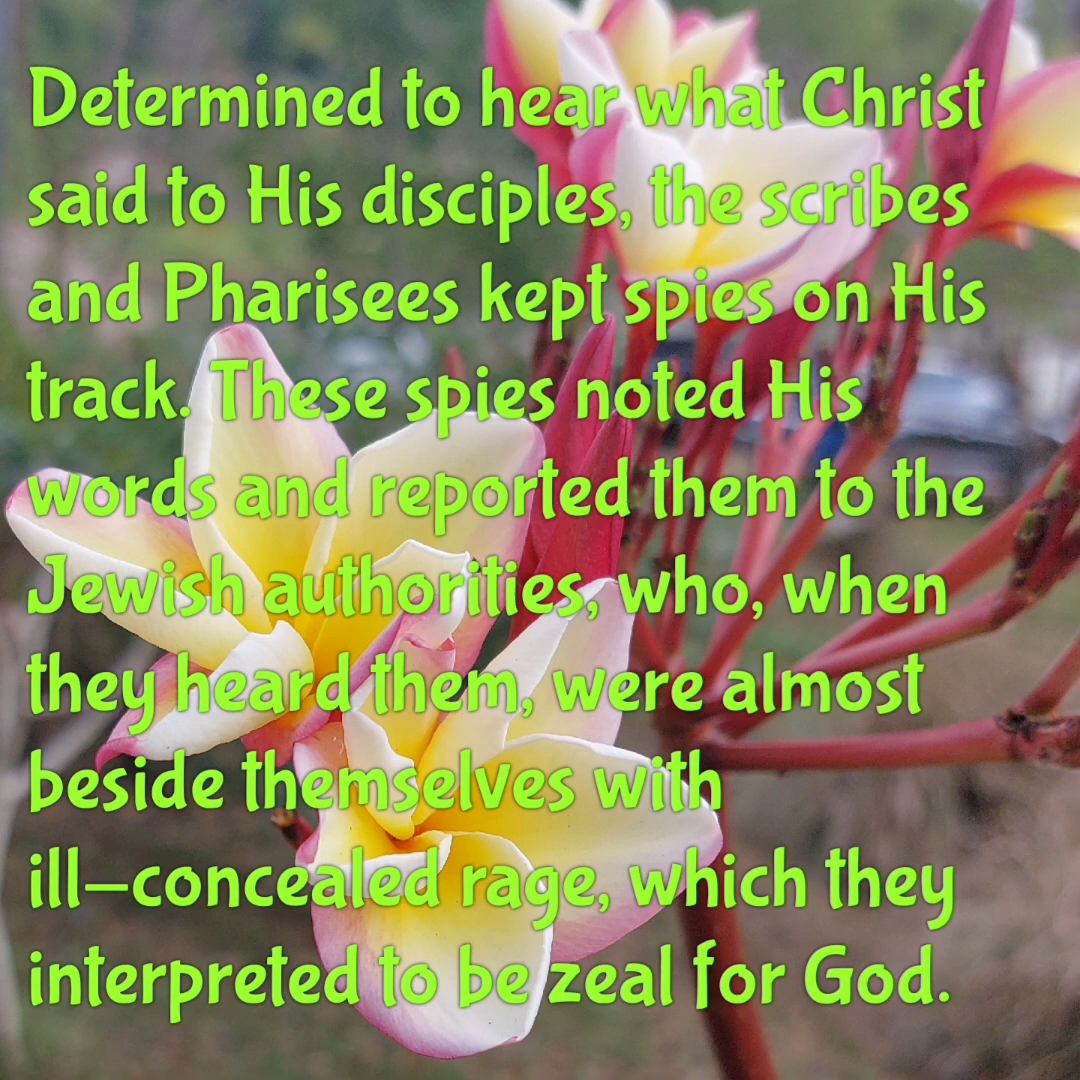 Determined to hear what Christ
said to His disciples, the scribes
and Pharisees kept spies on His
track. These spies noted His
words and reported them to the
Jewish authorities, who, when
they heard them, were almost
beside themselves with
ill—concealed rage, which they
interpreted to be zeal for God.